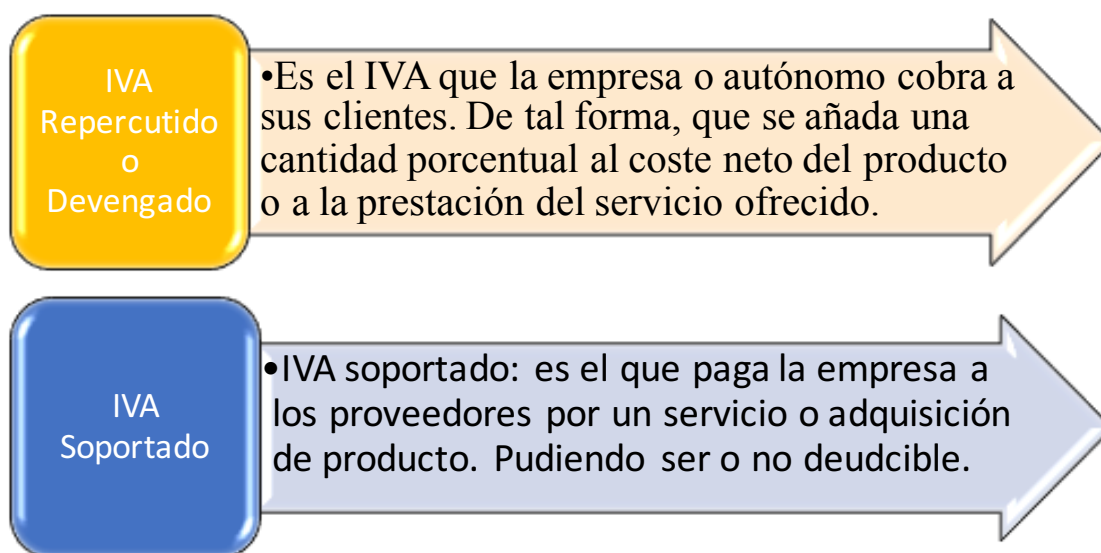 IVA
Repercutido
o
Devengado
•Es el IVA que la empresa o autónomo cobra a
sus clientes. De tal forma, que se añada una
cantidad porcentual al coste neto del producto
o a la prestación del servicio ofrecido.
IVA
Soportado
•IVA soportado: es el que paga la empresa a
los proveedores por un servicio o adquisición
de producto. Pudiendo ser o no deudcible.